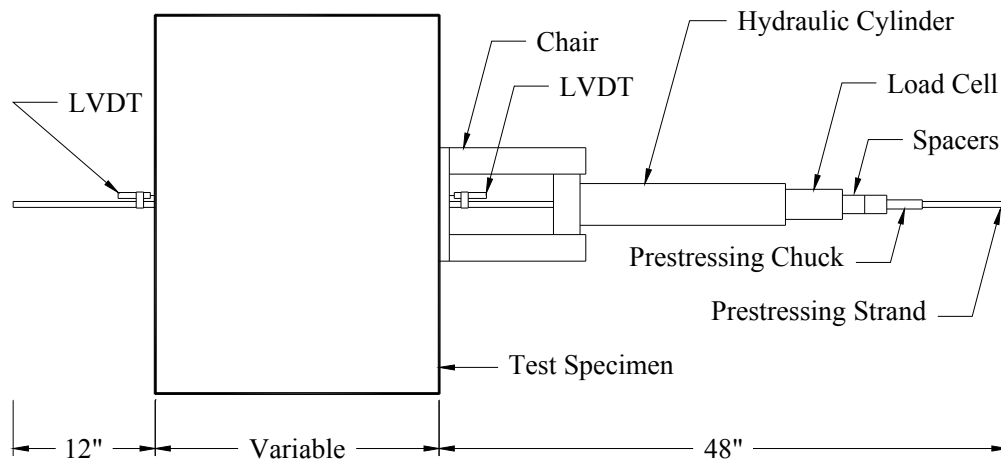 Hydraulic Cylinder
Chair
LVDT
LVDT
Load Cell
Spacers
Prestressing Chuck
Prestressing Strand
Test Specimen
12"
Variable
48"